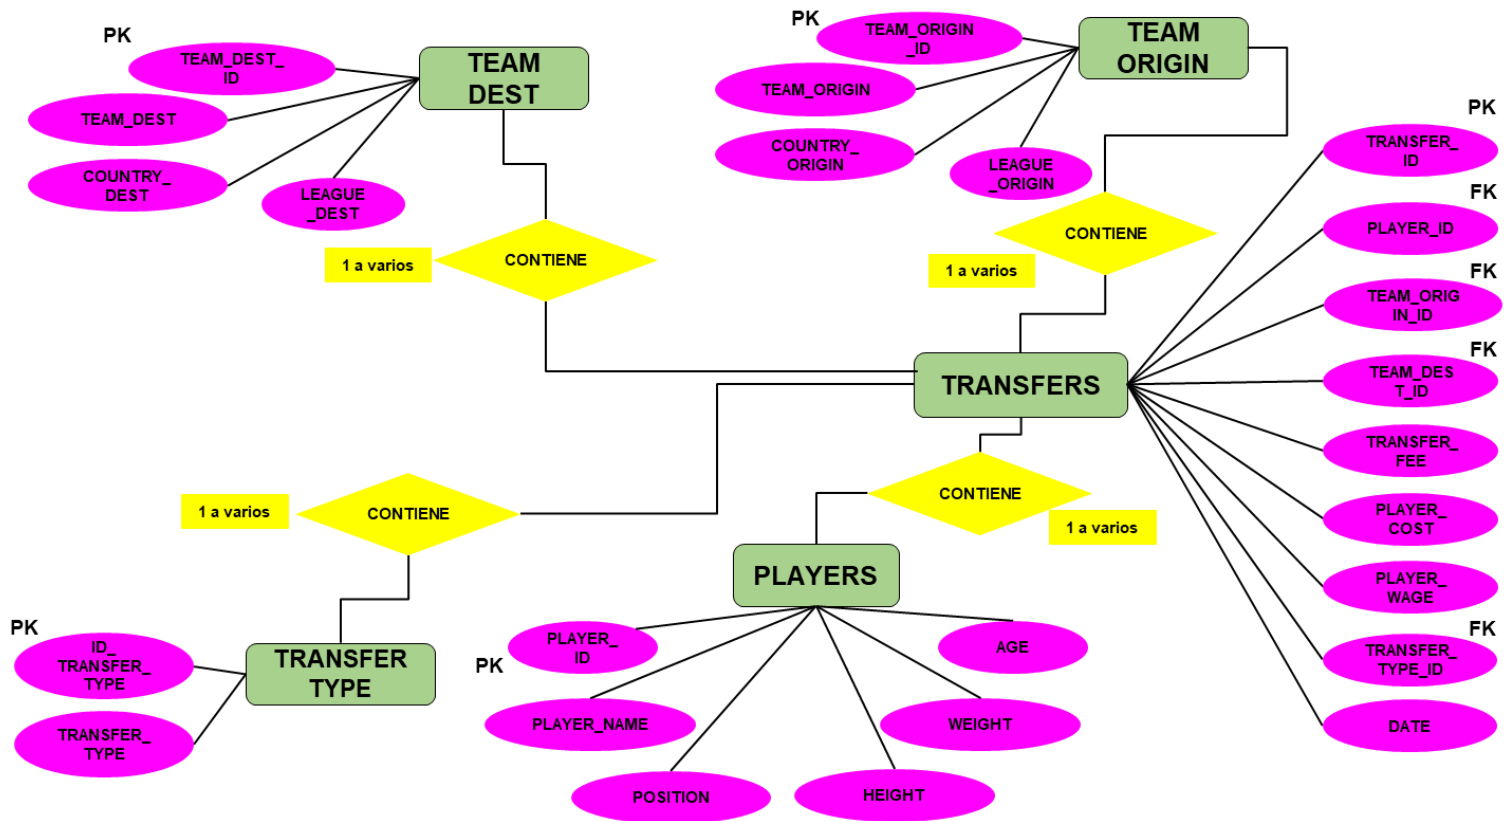 PK
TEAM_DEST_
ID
TEAM_DEST
COUNTRY_
DEST
LEAGUE
_DEST
TEAM
DEST
1 a varios
CONTIENE
PK
TEAM_ORIGIN
_ID
TEAM_ORIGIN
COUNTRY_
ORIGIN
LEAGUE
_ORIGIN
TEAM
ORIGIN
CONTIENE
1 a varios
TRANSFERS
PK
TRANSFER_
ID
FK
PLAYER_ID
FK
TEAM_ORIG
IN_ID
FK
TEAM_DES
T_ID
TRANSFER_
FEE
PLAYER_
COST
PLAYER_
WAGE
FK
TRANSFER_
TYPE_ID
DATE
1 a varios
CONTIENE
CONTIENE
1 a varios
PLAYERS
PK
ID_
TRANSFER_
TYPE
TRANSFER_
TYPE
TRANSFER
TYPE
PLAYER_
ID
PK
PLAYER_NAME
POSITION
HEIGHT
WEIGHT
AGE